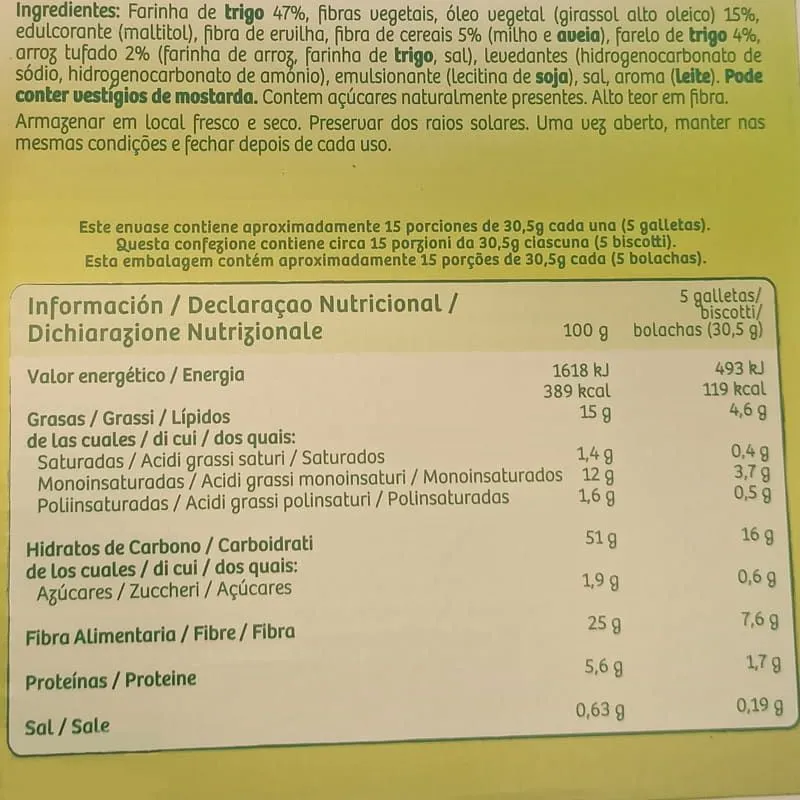 Ingredientes: Farinha de trigo 47%, fibras vegetais, óleo vegetal (girassol alto oleico) 15%,
edulcorante (maltitol), fibra de ervilha, fibra de cereais 5% (milho e aveia), farelo de trigo 4%,
arroz tufado 2% (farinha de arroz, farinha de trigo, sal), levedantes (hidrogenocarbonato de
sódio, hidrogenocarbonato de amónio), emulsionante (lecitina de soja), sal, aroma (leite). Pode
conter vestígios de mostarda. Contem açúcares naturalmente presentes. Alto teor em fibra.
Armazenar em local fresco e seco. Preservar dos raios solares. Uma vez aberto, manter nas
mesmas condições e fechar depois de cada uso.
Este envase contiene aproximadamente 15 porciones de 30,5g cada una (5 galletas).
Questa confezione contiene circa 15 porzioni da 30,5g ciascuna (5 biscotti).
Esta embalagem contém aproximadamente 15 porções de 30,5g cada (5 bolachas).
Información / Declaraçao Nutricional /
Dichiarazione Nutrizionale
100 g
5 galletas/
biscotti/
bolachas (30,5 g)
Valor energético / Energia 1618 kJ 493 kJ
389 kcal 119 kcal
Grasas / Grassi / Lípidos 15 g 4,6 g
de las cuales / di cui / dos quais:
Saturadas / Acidi grassi saturi / Saturados 1,4 g 0,4 g
Monoinsaturadas / Acidi grassi monoinsaturi / Monoinsaturados 12 g 3,7 g
Poliinsaturadas / Acidi grassi polinsaturi / Polinsaturadas 1,6 g 0,5 g
Hidratos de Carbono / Carboidrati 51 g 16 g
de los cuales / di cui / dos quais:
Azúcares / Zuccheri / Açúcares 1,9 g 0,6 g
Fibra Alimentaria / Fibre / Fibra 25 g 7,6 g
Proteínas / Proteine 5,6 g 1,7 g
Sal / Sale 0,63 g 0,19 g